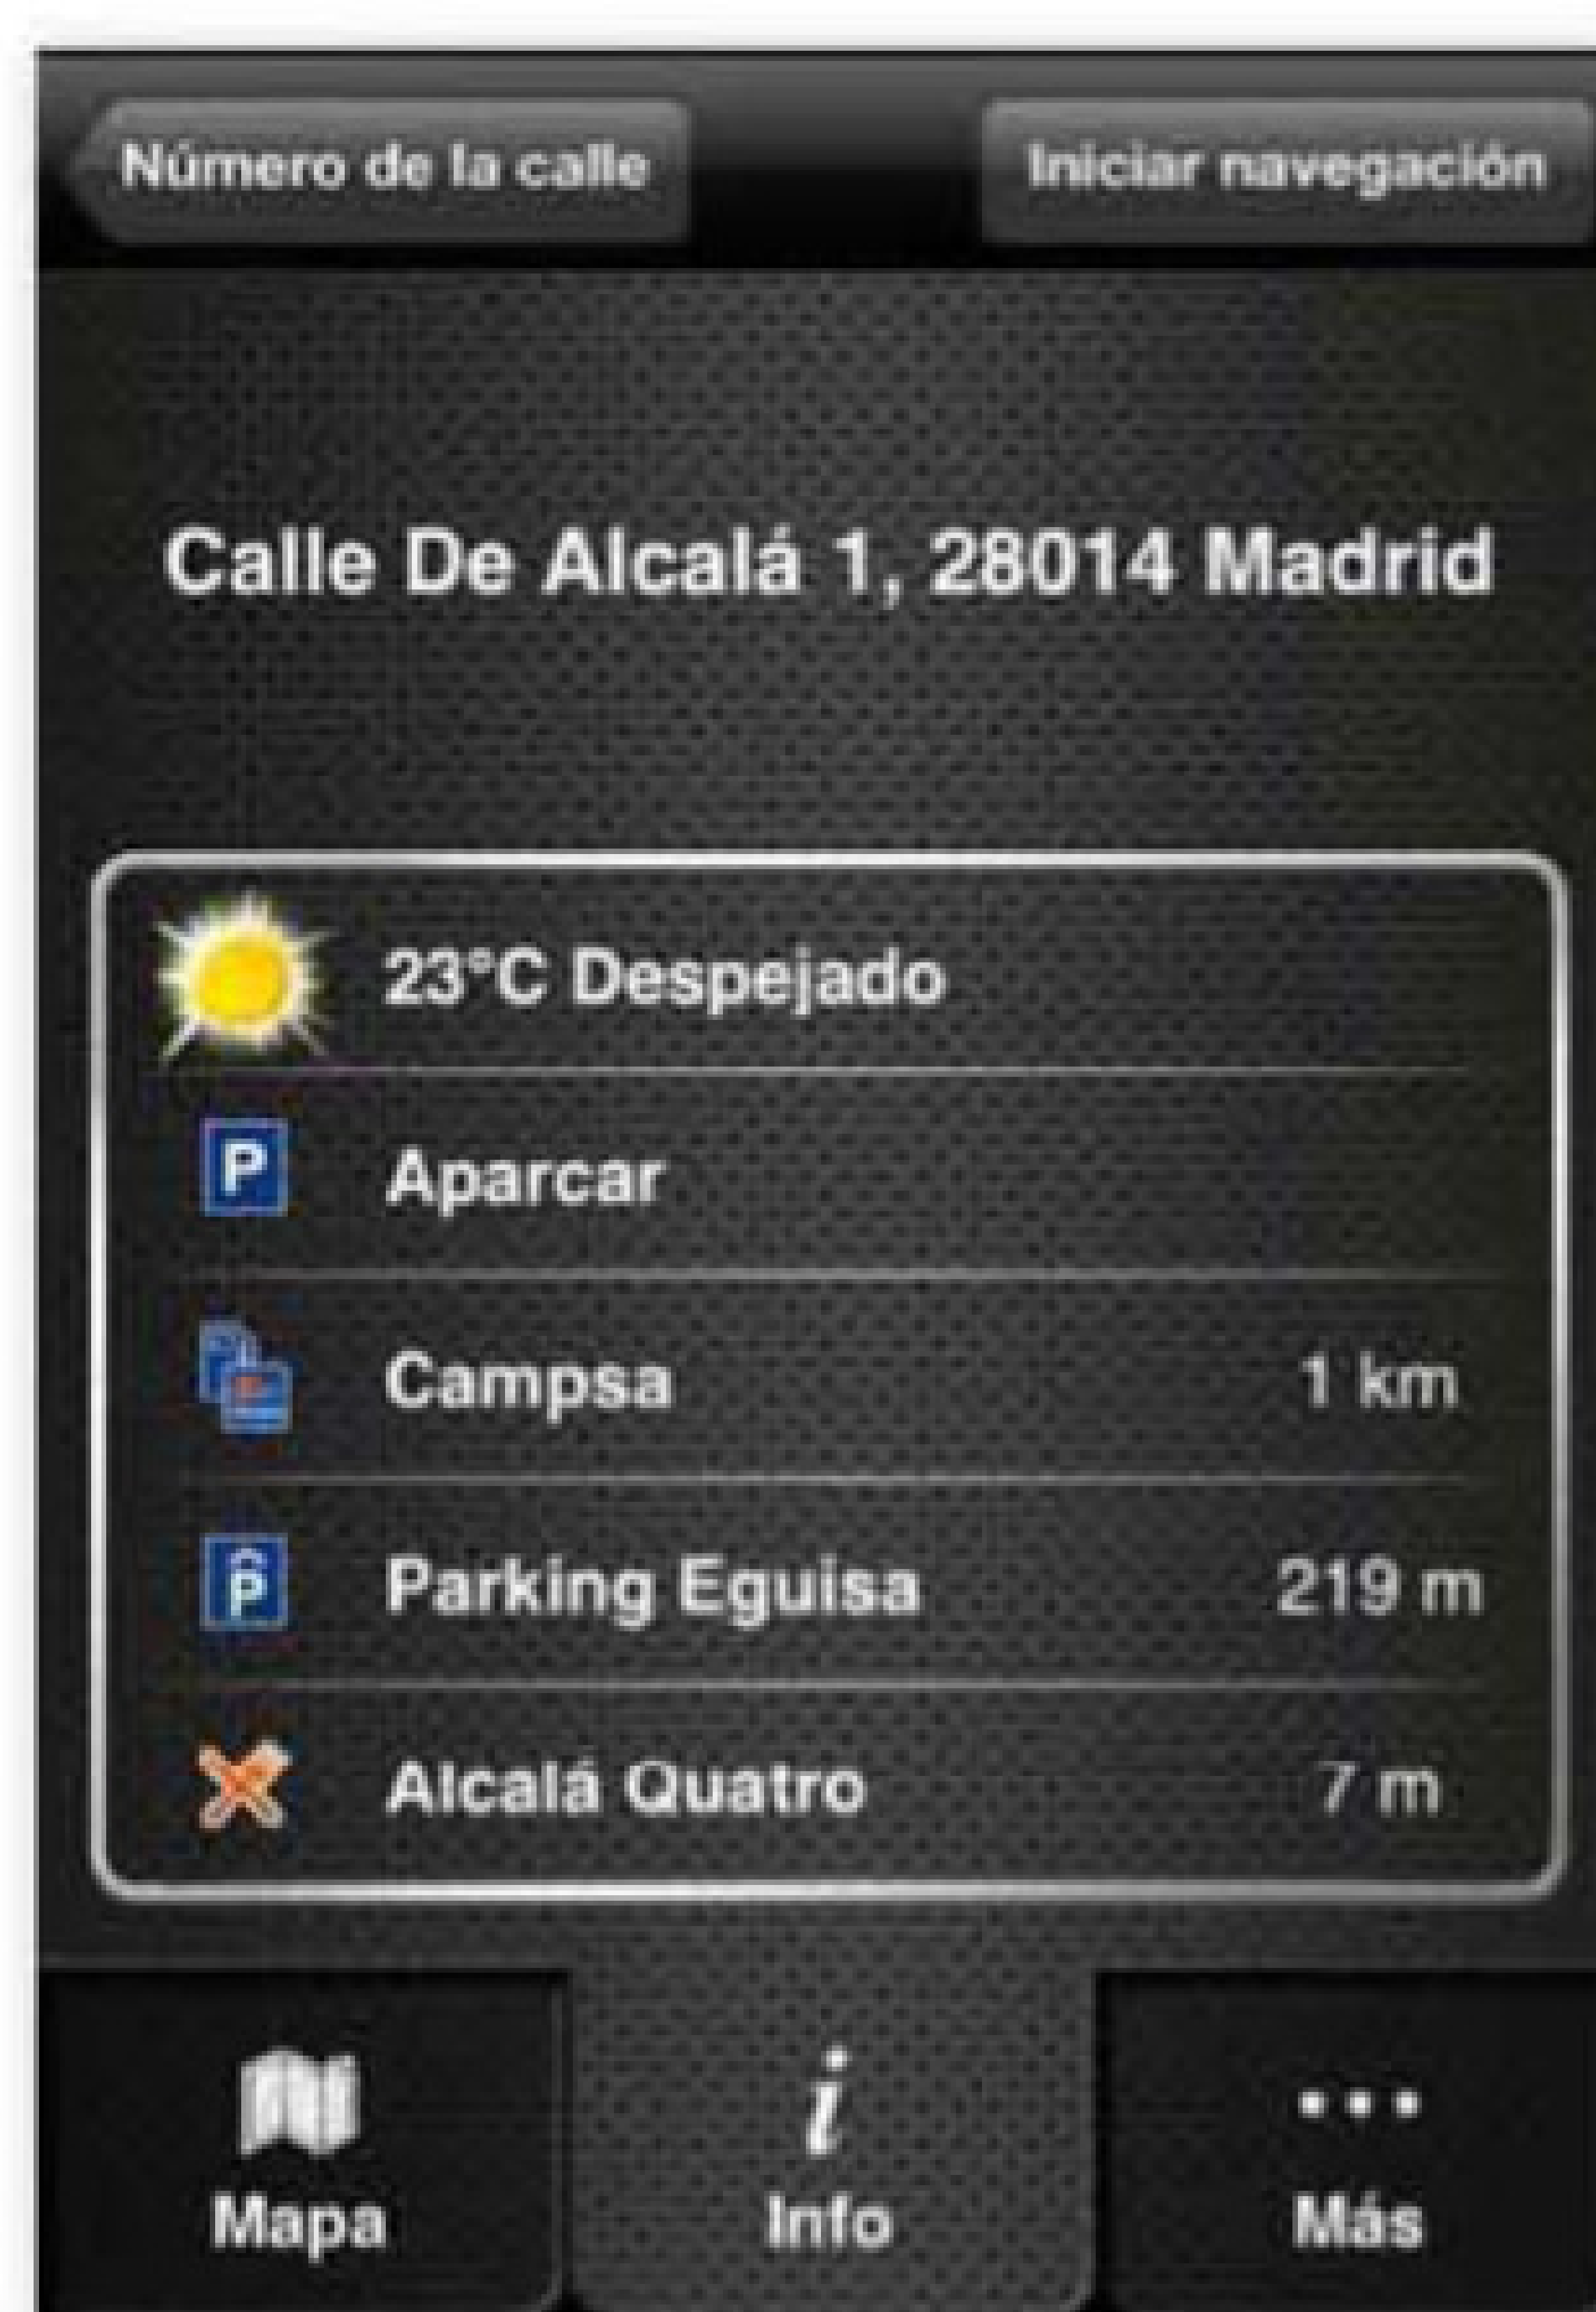 Número de la calle
Iniciar navegación
Calle De Alcalá 1, 28014 Madrid
23°C Despejado
P
Aparcar
Campsa 1 km
P
Parking Eguisa 219 m
Alcalá Quatro 7 m
i
Mapa
Info
Más